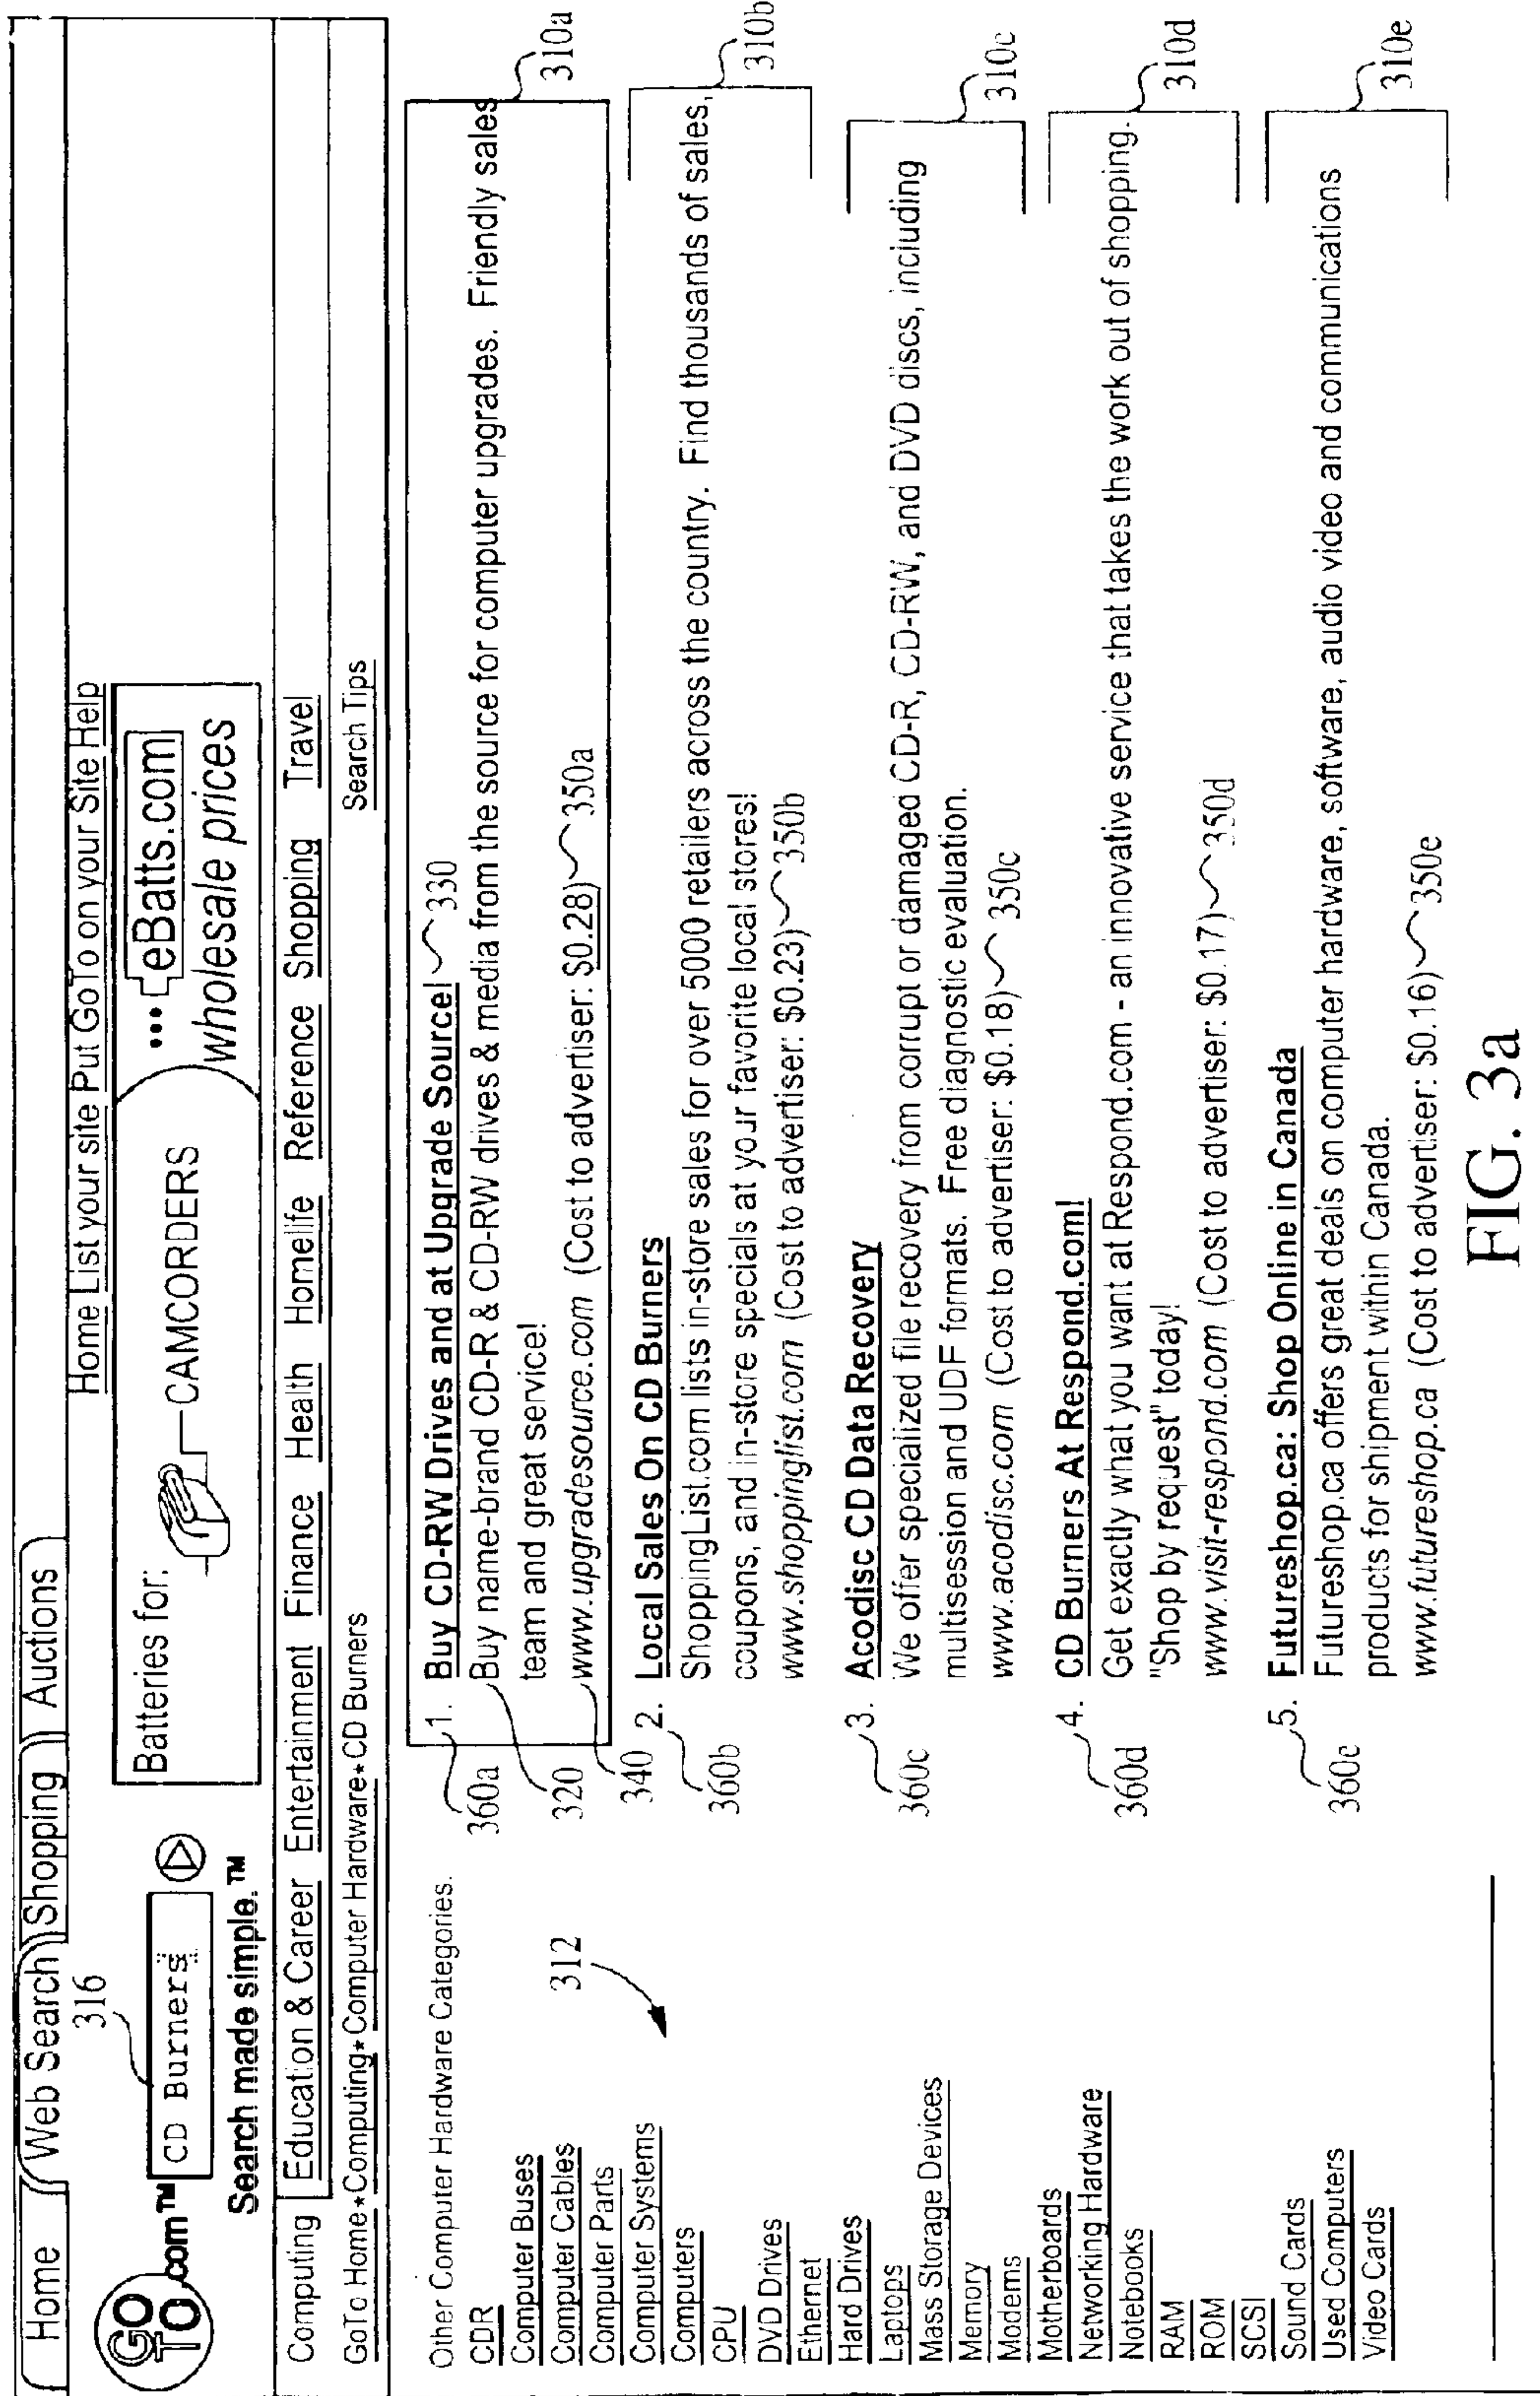 Home Web Search Shopping Auctions
Home List your site Put GoTo on your Site Help
316
GO
TO .com™
CD Burners
Search made simple.™
Batteries for:
CAMCORDERS
eBatts.com
wholesale prices
Computing Education & Career Entertainment Finance Health Homelife Reference Shopping Travel
GoTo Home★Computing★Computer Hardware★CD Burners Search Tips
Other Computer Hardware Categories.
CDR
Computer Buses
Computer Cables
Computer Parts
Computer Systems
Computers
CPU
DVD Drives
Ethernet
Hard Drives
Laptops
Mass Storage Devices
Memory
Modems
Motherboards
Networking Hardware
Notebooks
RAM
ROM
SCSI
Sound Cards
Used Computers
Video Cards
312
1. Buy CD-RW Drives and at Upgrade Source! 330
Buy name-brand CD-R & CD-RW drives & media from the source for computer upgrades. Friendly sales
team and great service!
www.upgradesource.com (Cost to advertiser: $0.28) 350a
360a
320
340
310a
2. Local Sales On CD Burners
ShoppingList.com lists in-store sales for over 5000 retailers across the country. Find thousands of sales,
coupons, and in-store specials at your favorite local stores!
www.shoppinglist.com (Cost to advertiser: $0.23) 350b
360b
310b
3. Acodisc CD Data Recovery
We offer specialized file recovery from corrupt or damaged CD-R, CD-RW, and DVD discs, including
multisession and UDF formats. Free diagnostic evaluation.
www.acodisc.com (Cost to advertiser: $0.18) 350c
360c
310c
4. CD Burners At Respond.com!
Get exactly what you want at Respond.com - an innovative service that takes the work out of shopping.
"Shop by request" today!
www.visit-respond.com (Cost to advertiser: $0.17) 350d
360d
310d
5. Futureshop.ca: Shop Online in Canada
Futureshop.ca offers great deals on computer hardware, software, audio video and communications
products for shipment within Canada.
www.futureshop.ca (Cost to advertiser: $0.16) 350e
360e
310e
FIG. 3a